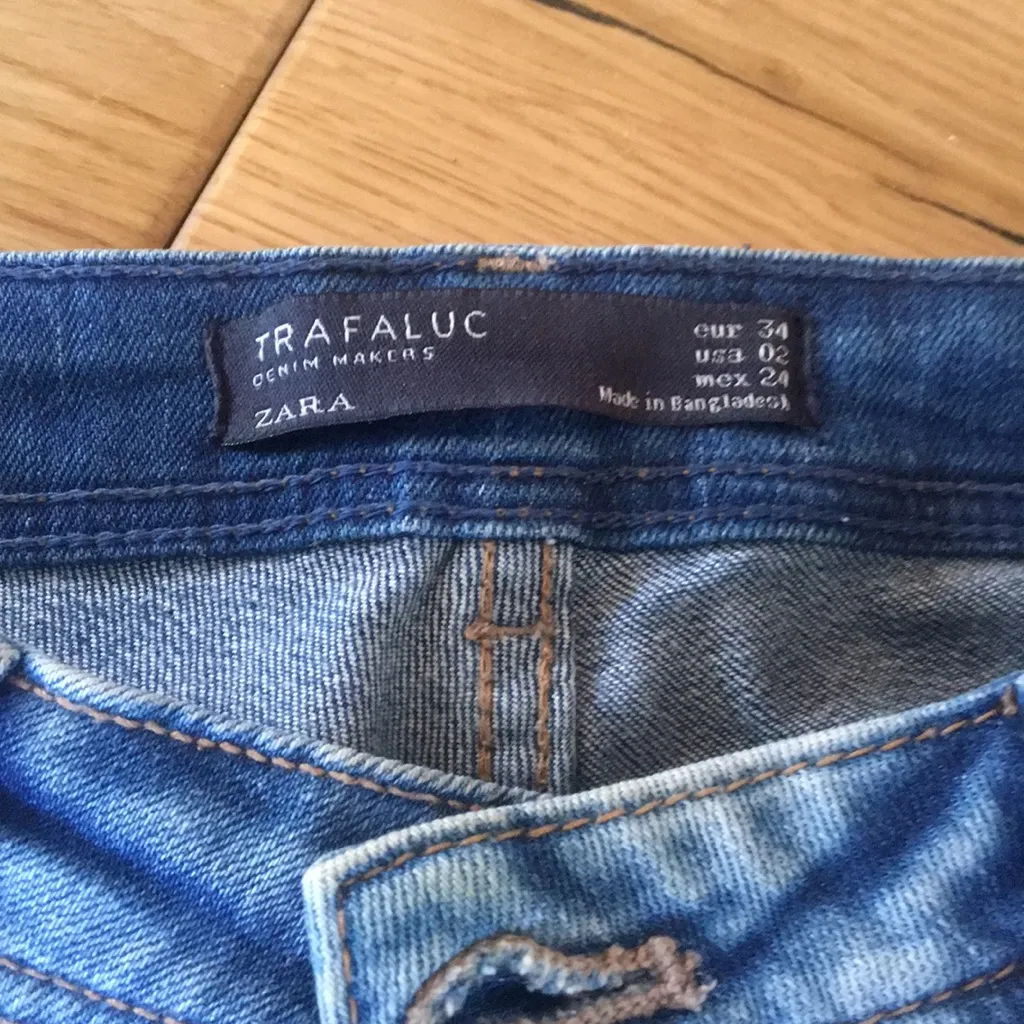 TRAFALUC
DENIM MAKERS
ZARA
eur 34
usa 02
mex 24
Made in Bangladesh